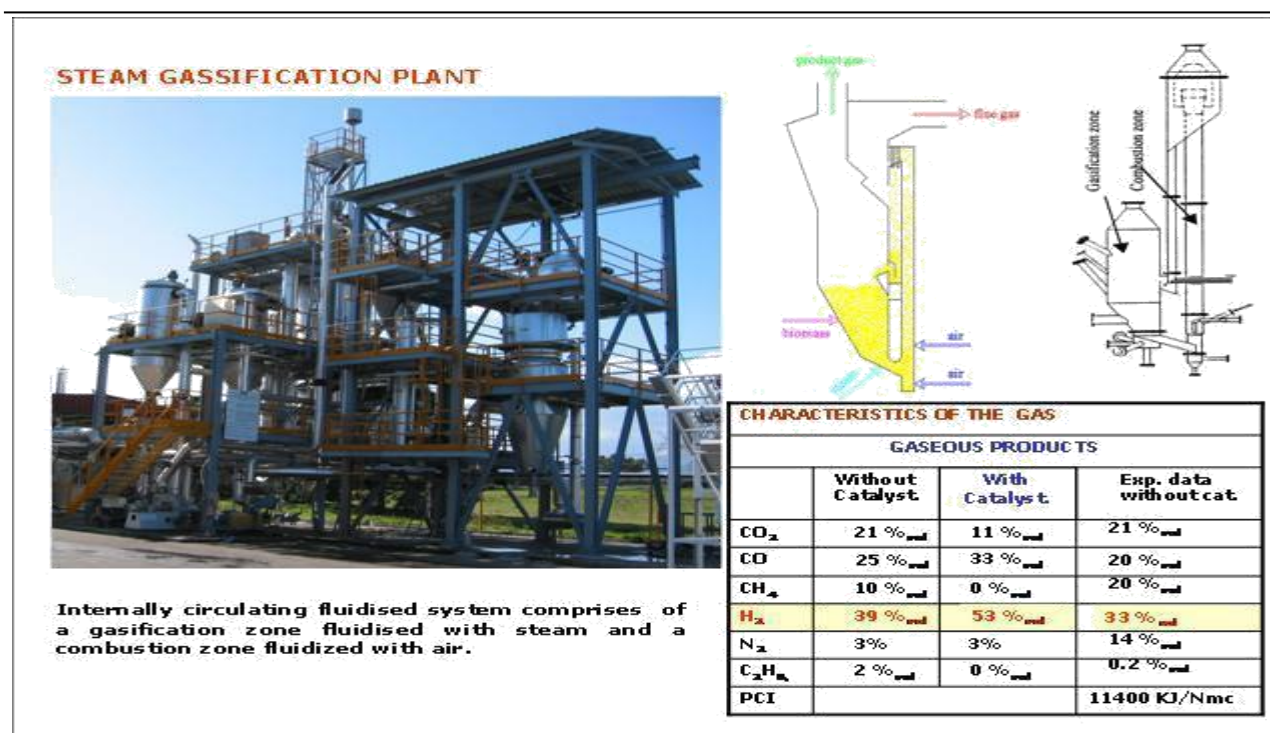 STEAM GASSIFICATION PLANT
product gas
flue gas
Gasification zone
Combustion zone
biomass
air
air
Internally circulating fluidised system comprises of
a gasification zone fluidised with steam and a
combustion zone fluidized with air.
CHARACTERISTICS OF THE GAS
GASEOUS PRODUCTS
Without Catalyst. With Catalyst. Exp. data without cat.
CO₂ 21 % 11 % 21 %
CO 25 % 33 % 20 %
CH₄ 10 % 0 % 20 %
H₂ 39 % 53 % 33 %
N₂ 3% 3% 14 %
C₂H 2 % 0 % 0.2 %
PCI 11400 KJ/Nmc